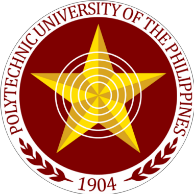 POLYTECHNIC UNIVERSITY OF THE PHILIPPINES
1904